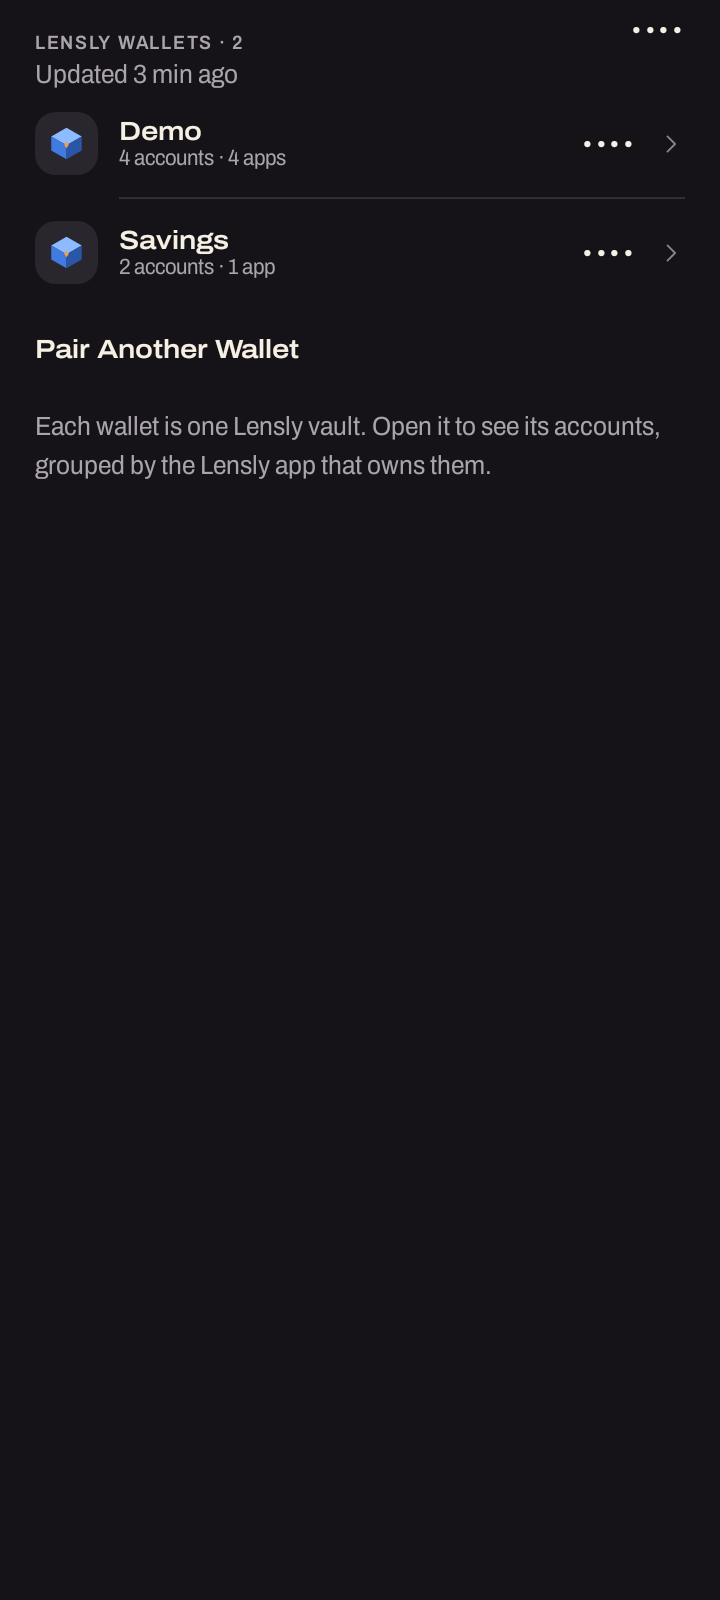 LENSLY WALLETS · 2
••••
Updated 3 min ago
Demo
4 accounts · 4 apps
••••
Savings
2 accounts · 1 app
••••
Pair Another Wallet
Each wallet is one Lensly vault. Open it to see its accounts,
grouped by the Lensly app that owns them.